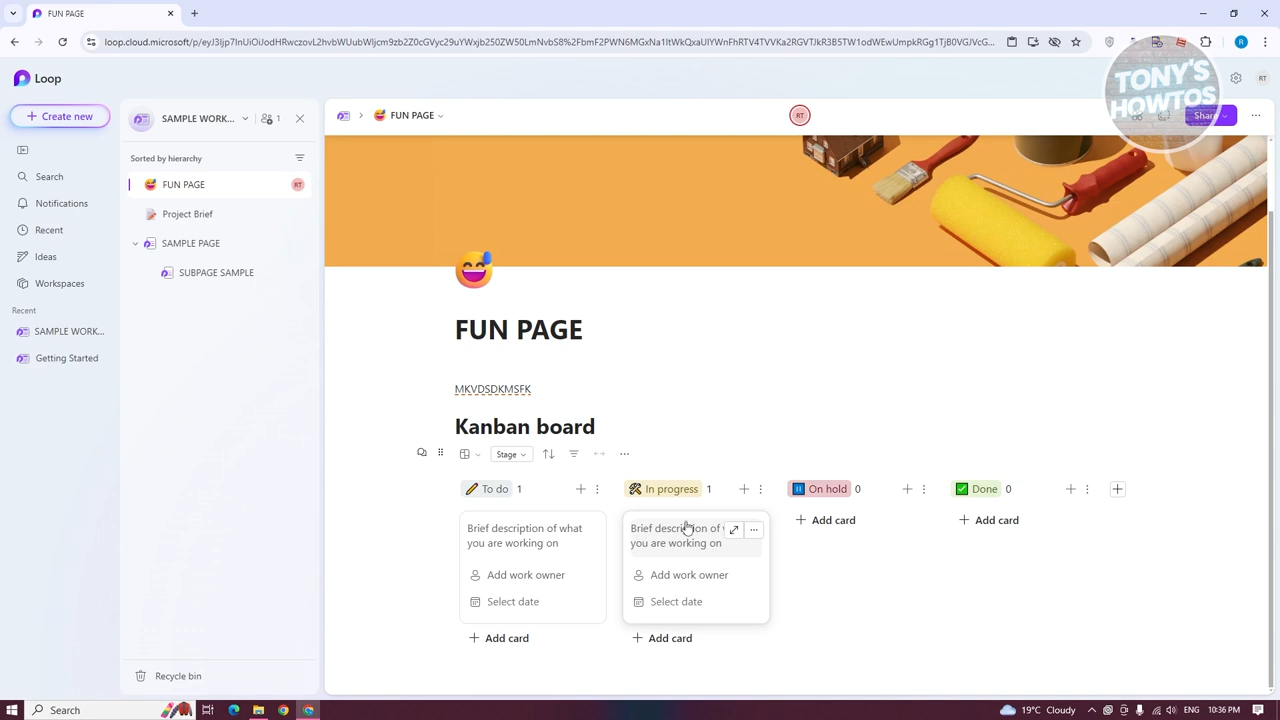 FUN PAGE
loop.cloud.microsoft/p/
R
Loop
TONY'S
HOWTOS
RT
Create new
SAMPLE WORK...
1
FUN PAGE
RT
Share
Sorted by hierarchy
Search
FUN PAGE
RT
Notifications
Project Brief
Recent
SAMPLE PAGE
Ideas
SUBPAGE SAMPLE
Workspaces
Recent
SAMPLE WORK...
Getting Started
FUN PAGE
MKVDSDKMSFK
Kanban board
Stage
To do 1
In progress 1
On hold 0
Done 0
Brief description of what
you are working on
Add work owner
Select date
Add card
Brief description of
you are working on
Add work owner
Select date
Add card
Add card
Add card
Recycle bin
Search
19°C Cloudy
10:36 PM